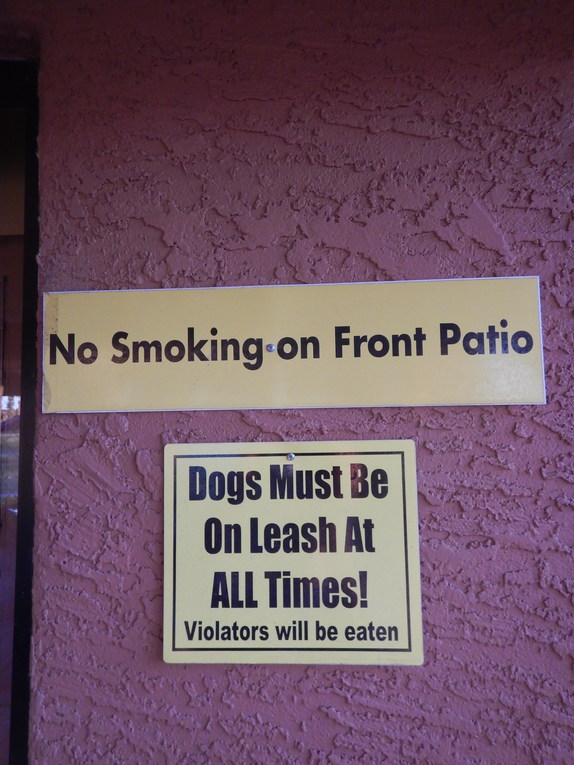 No Smoking on Front Patio
Dogs Must Be
On Leash At
ALL Times!
Violators will be eaten